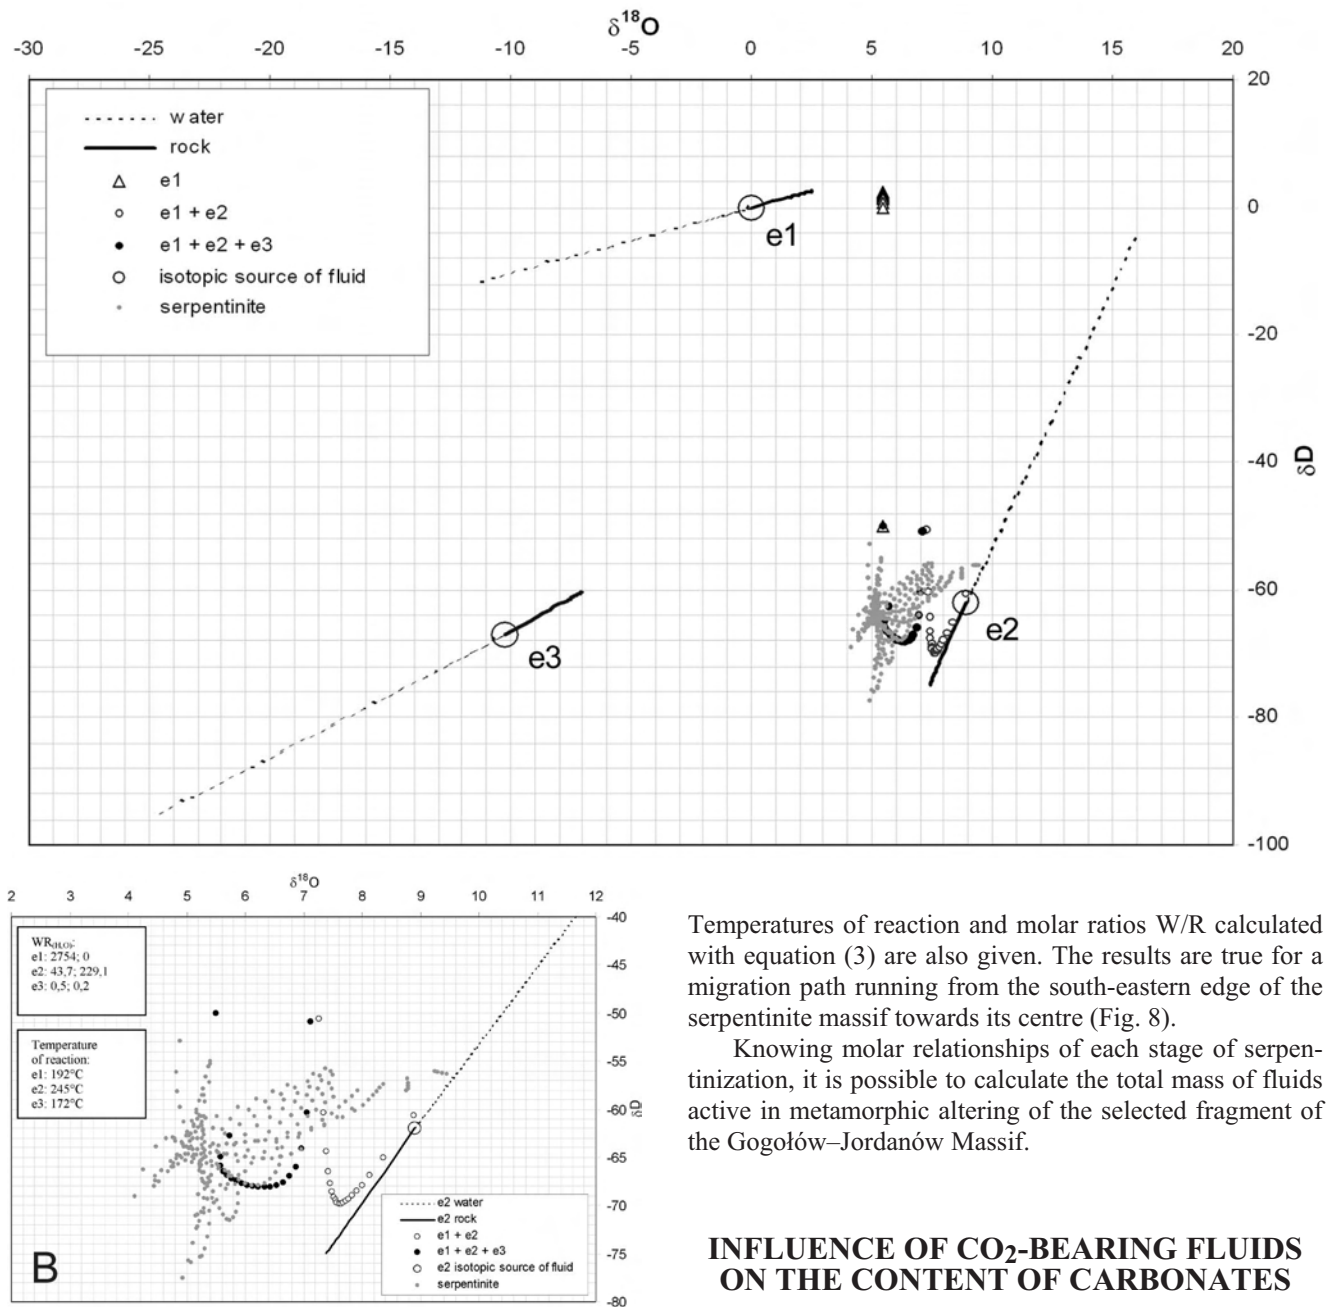 δ18O
-30 -25 -20 -15 -10 -5 0 5 10 15 20
20
0
-20
-40
-60
-80
-100
δD
water
rock
e1
e1 + e2
e1 + e2 + e3
isotopic source of fluid
serpentinite
e1
e2
e3
δ18O
2 3 4 5 6 7 8 9 10 11 12
-40
-45
-50
-55
-60
-65
-70
-75
-80
δD
WR(H2O):
e1: 2754; 0
e2: 43,7; 229,1
e3: 0,5; 0,2
Temperature
of reaction:
e1: 192°C
e2: 245°C
e3: 172°C
e2 water
e2 rock
e1 + e2
e1 + e2 + e3
e2 isotopic source of fluid
serpentinite
B
Temperatures of reaction and molar ratios W/R calculated
with equation (3) are also given. The results are true for a
migration path running from the south-eastern edge of the
serpentinite massif towards its centre (Fig. 8).
Knowing molar relationships of each stage of serpen-
tinization, it is possible to calculate the total mass of fluids
active in metamorphic altering of the selected fragment of
the Gogołów–Jordanów Massif.
INFLUENCE OF CO2-BEARING FLUIDS
ON THE CONTENT OF CARBONATES